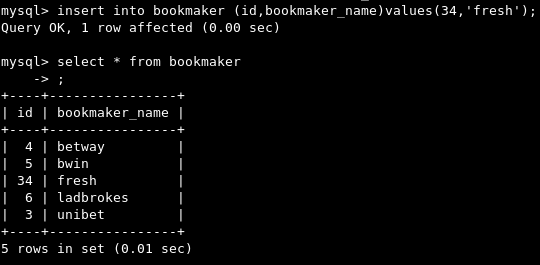 mysql> insert into bookmaker (id,bookmaker_name)values(34,'fresh');
Query OK, 1 row affected (0.00 sec)

mysql> select * from bookmaker
    -> ;
+----+----------------+
| id | bookmaker_name |
+----+----------------+
|  4 | betway         |
|  5 | bwin           |
| 34 | fresh          |
|  6 | ladbrokes      |
|  3 | unibet         |
+----+----------------+
5 rows in set (0.01 sec)